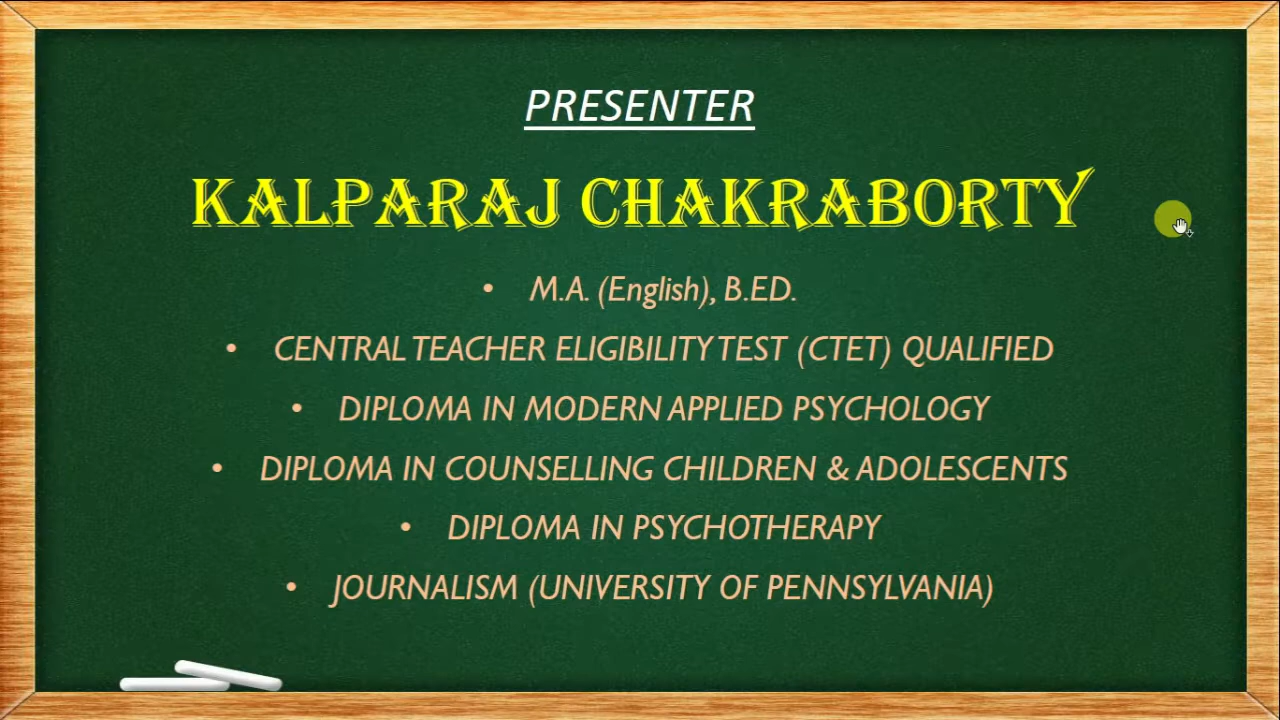 PRESENTER
KALPARAJ CHAKRABORTY
• M.A. (English), B.ED.
• CENTRAL TEACHER ELIGIBILITY TEST (CTET) QUALIFIED
• DIPLOMA IN MODERN APPLIED PSYCHOLOGY
• DIPLOMA IN COUNSELLING CHILDREN & ADOLESCENTS
• DIPLOMA IN PSYCHOTHERAPY
• JOURNALISM (UNIVERSITY OF PENNSYLVANIA)